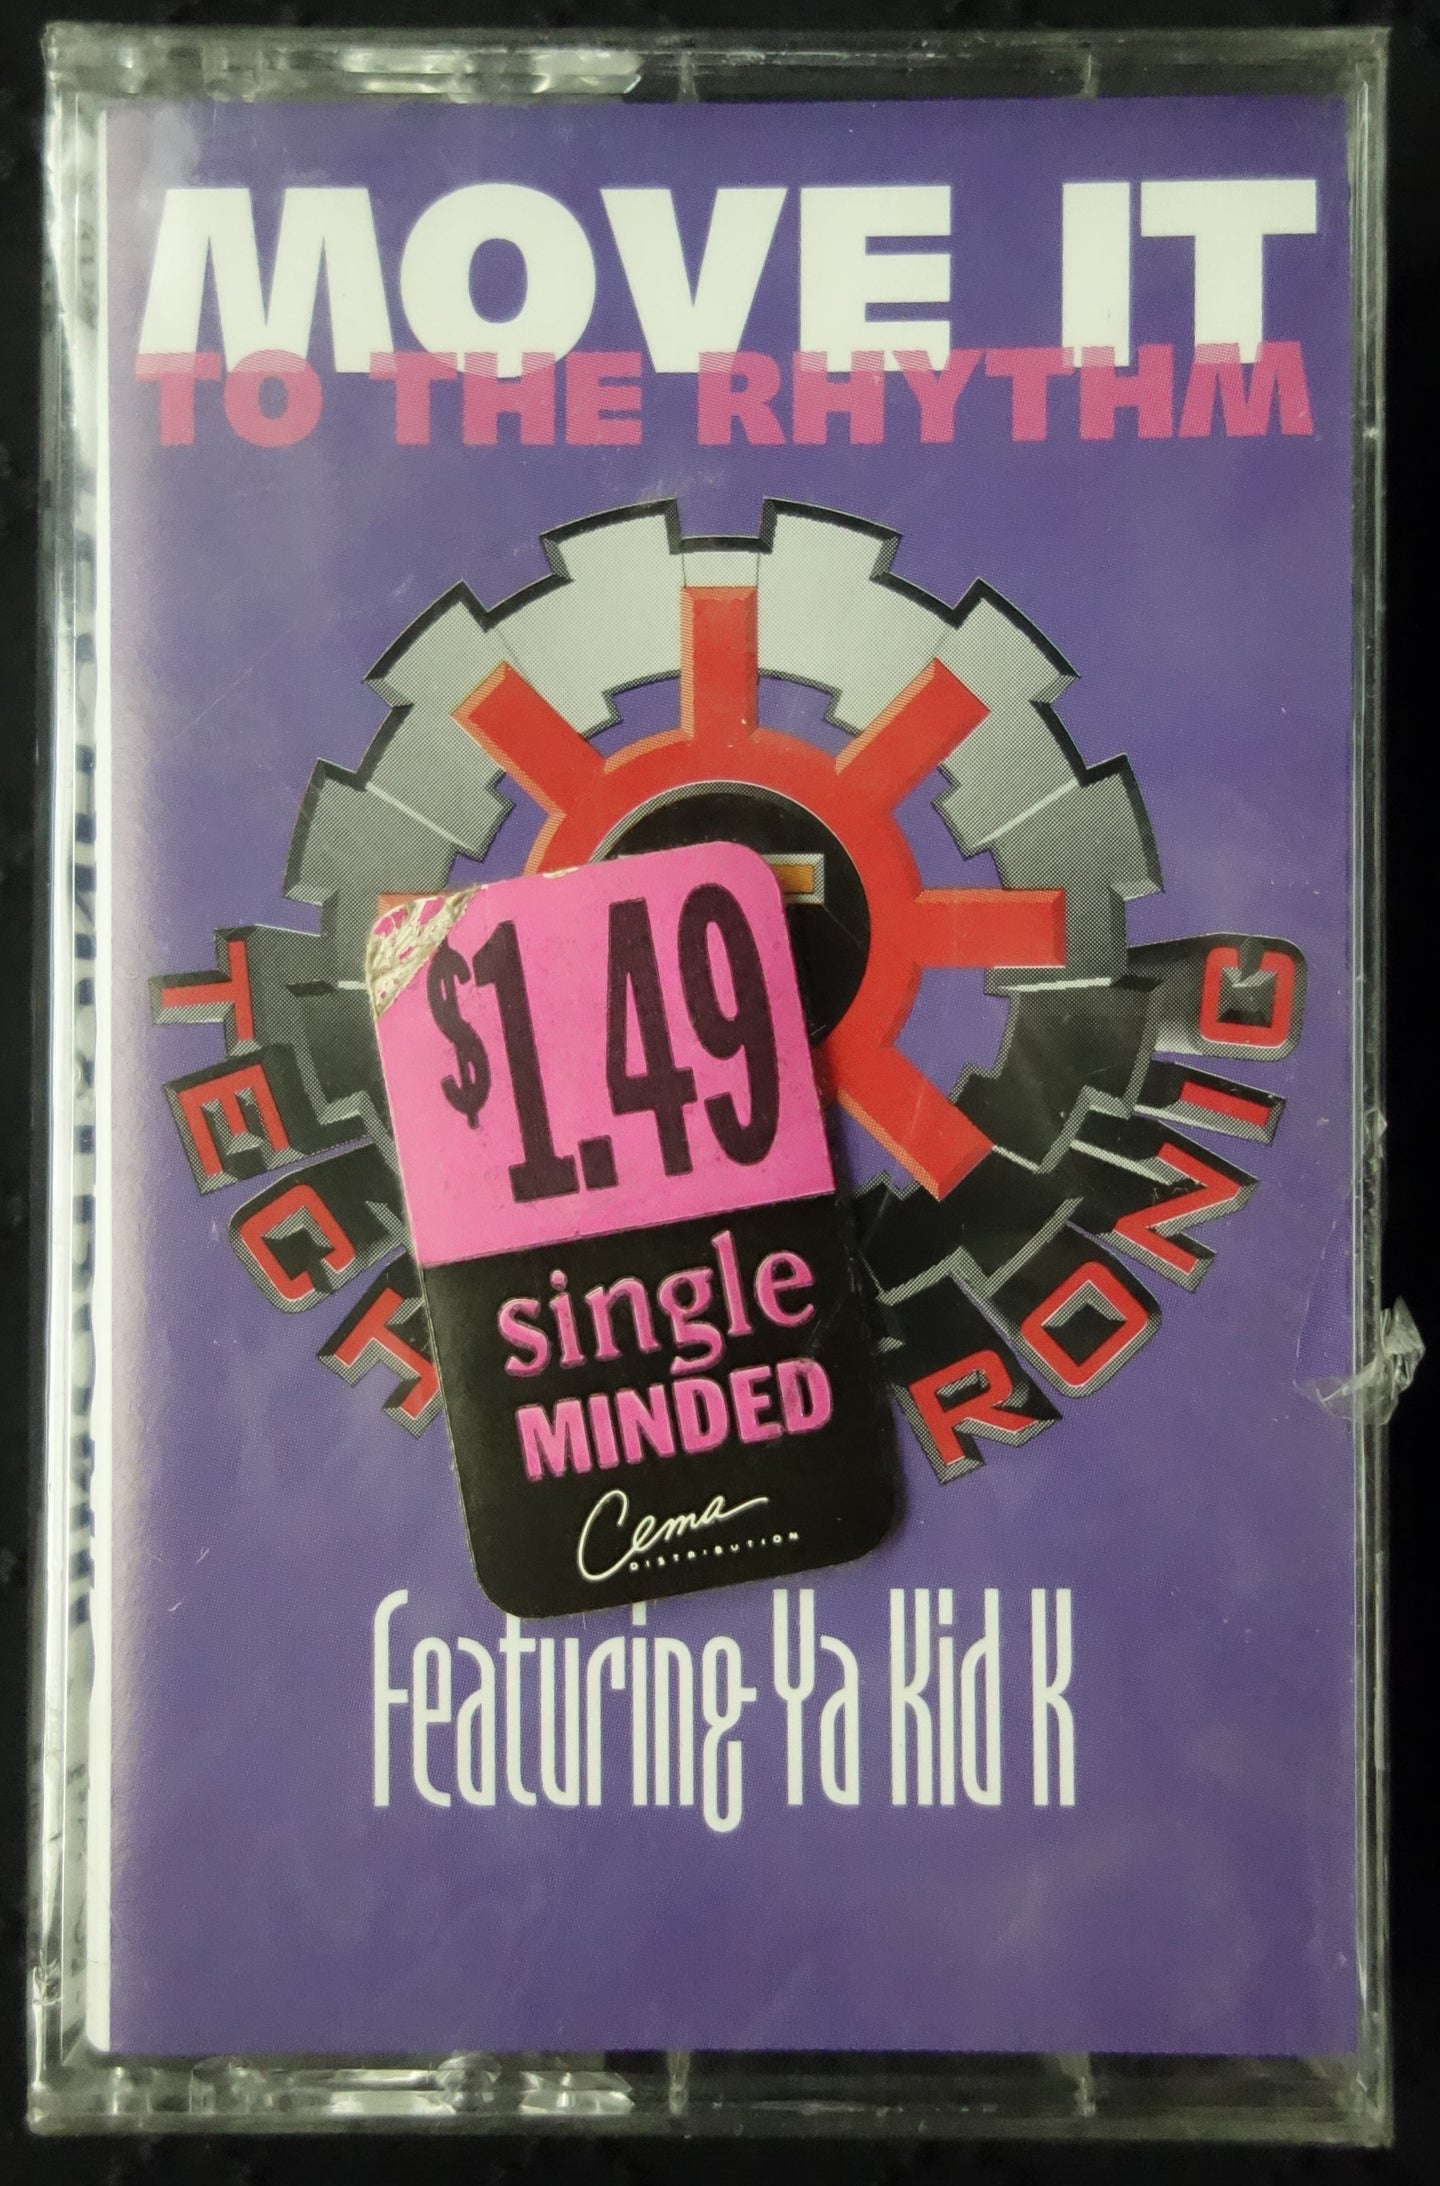 MOVE IT
TO THE RHYTHM
TECH
RONIC
$1.49
single
MINDED
Cema
DISTRIBUTION
featuring Ya Kid K